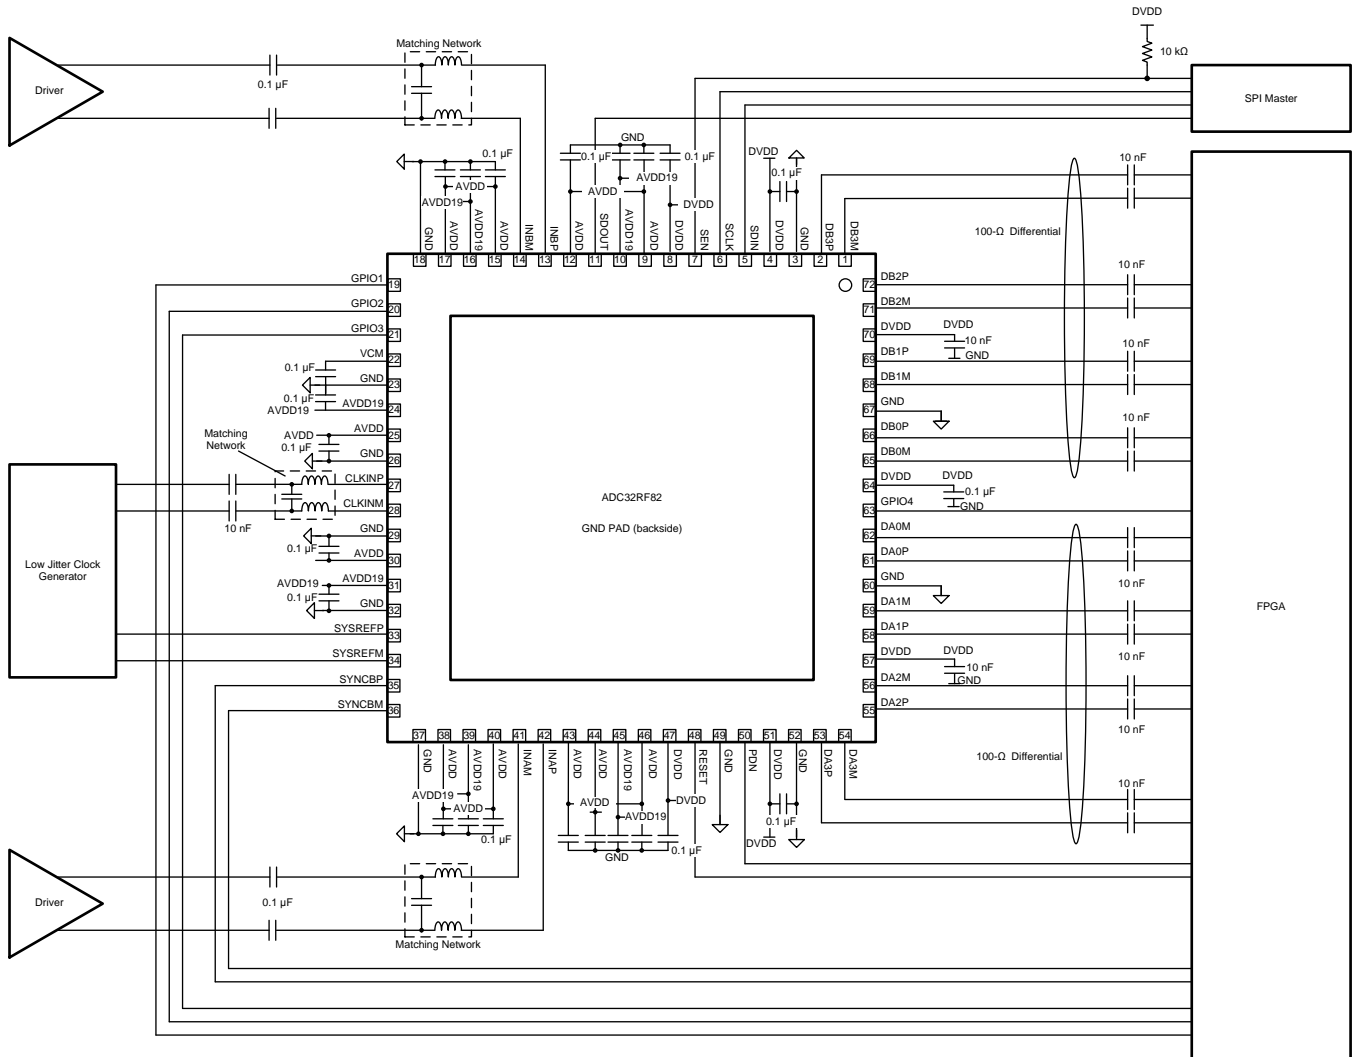 DVDD
10 kΩ
Matching Network
0.1 µF
Driver
SPI Master
GND
0.1 µF
0.1 µF
0.1 µF
DVDD
0.1 µF
10 nF
AVDD
AVDD19
AVDD
AVDD19
DVDD
100-Ω Differential
GND
AVDD
AVDD19
AVDD
INBM
INBP
AVDD
SDOUT
AVDD19
AVDD
DVDD
SEN
SCLK
SDIN
DVDD
GND
DB3P
DB3M
18
17
16
15
14
13
12
11
10
9
8
7
6
5
4
3
2
1
GPIO1
19
72
DB2P
10 nF
GPIO2
20
71
DB2M
GPIO3
21
70
DVDD
DVDD
10 nF
GND
VCM
22
69
DB1P
10 nF
0.1 µF
GND
23
68
DB1M
0.1 µF
AVDD19
AVDD19
24
67
GND
Matching
Network
AVDD
AVDD
25
66
DB0P
10 nF
0.1 µF
GND
26
65
DB0M
CLKINP
27
64
DVDD
DVDD
0.1 µF
GND
CLKINM
28
63
GPIO4
10 nF
ADC32RF82
GND PAD (backside)
GND
29
62
DA0M
0.1 µF
AVDD
30
61
DA0P
10 nF
Low Jitter Clock
Generator
AVDD19
AVDD19
31
60
GND
0.1 µF
GND
32
59
DA1M
FPGA
SYSREFP
33
58
DA1P
10 nF
SYSREFM
34
57
DVDD
DVDD
10 nF
GND
SYNCBP
35
56
DA2M
SYNCBM
36
55
DA2P
10 nF
37
38
39
40
41
42
43
44
45
46
47
48
49
50
51
52
53
54
GND
AVDD
AVDD19
AVDD
INAM
INAP
AVDD
AVDD
AVDD19
AVDD
DVDD
RESET
GND
PDN
DVDD
GND
DA3P
DA3M
100-Ω Differential
10 nF
AVDD19
AVDD
AVDD
DVDD
AVDD19
0.1 µF
0.1 µF
DVDD
GND
0.1 µF
Driver
0.1 µF
Matching Network